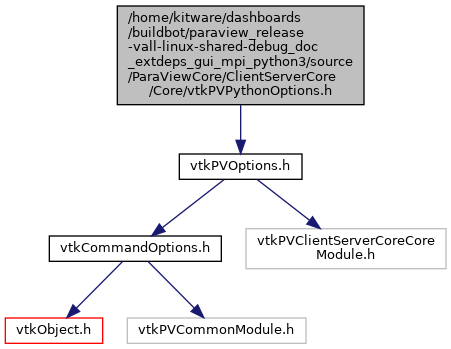 /home/kitware/dashboards
/buildbot/paraview_release
-vall-linux-shared-debug_doc
_extdeps_gui_mpi_python3/source
/ParaViewCore/ClientServerCore
/Core/vtkPVPythonOptions.h
vtkPVOptions.h
vtkCommandOptions.h
vtkPVClientServerCoreCore
Module.h
vtkObject.h
vtkPVCommonModule.h